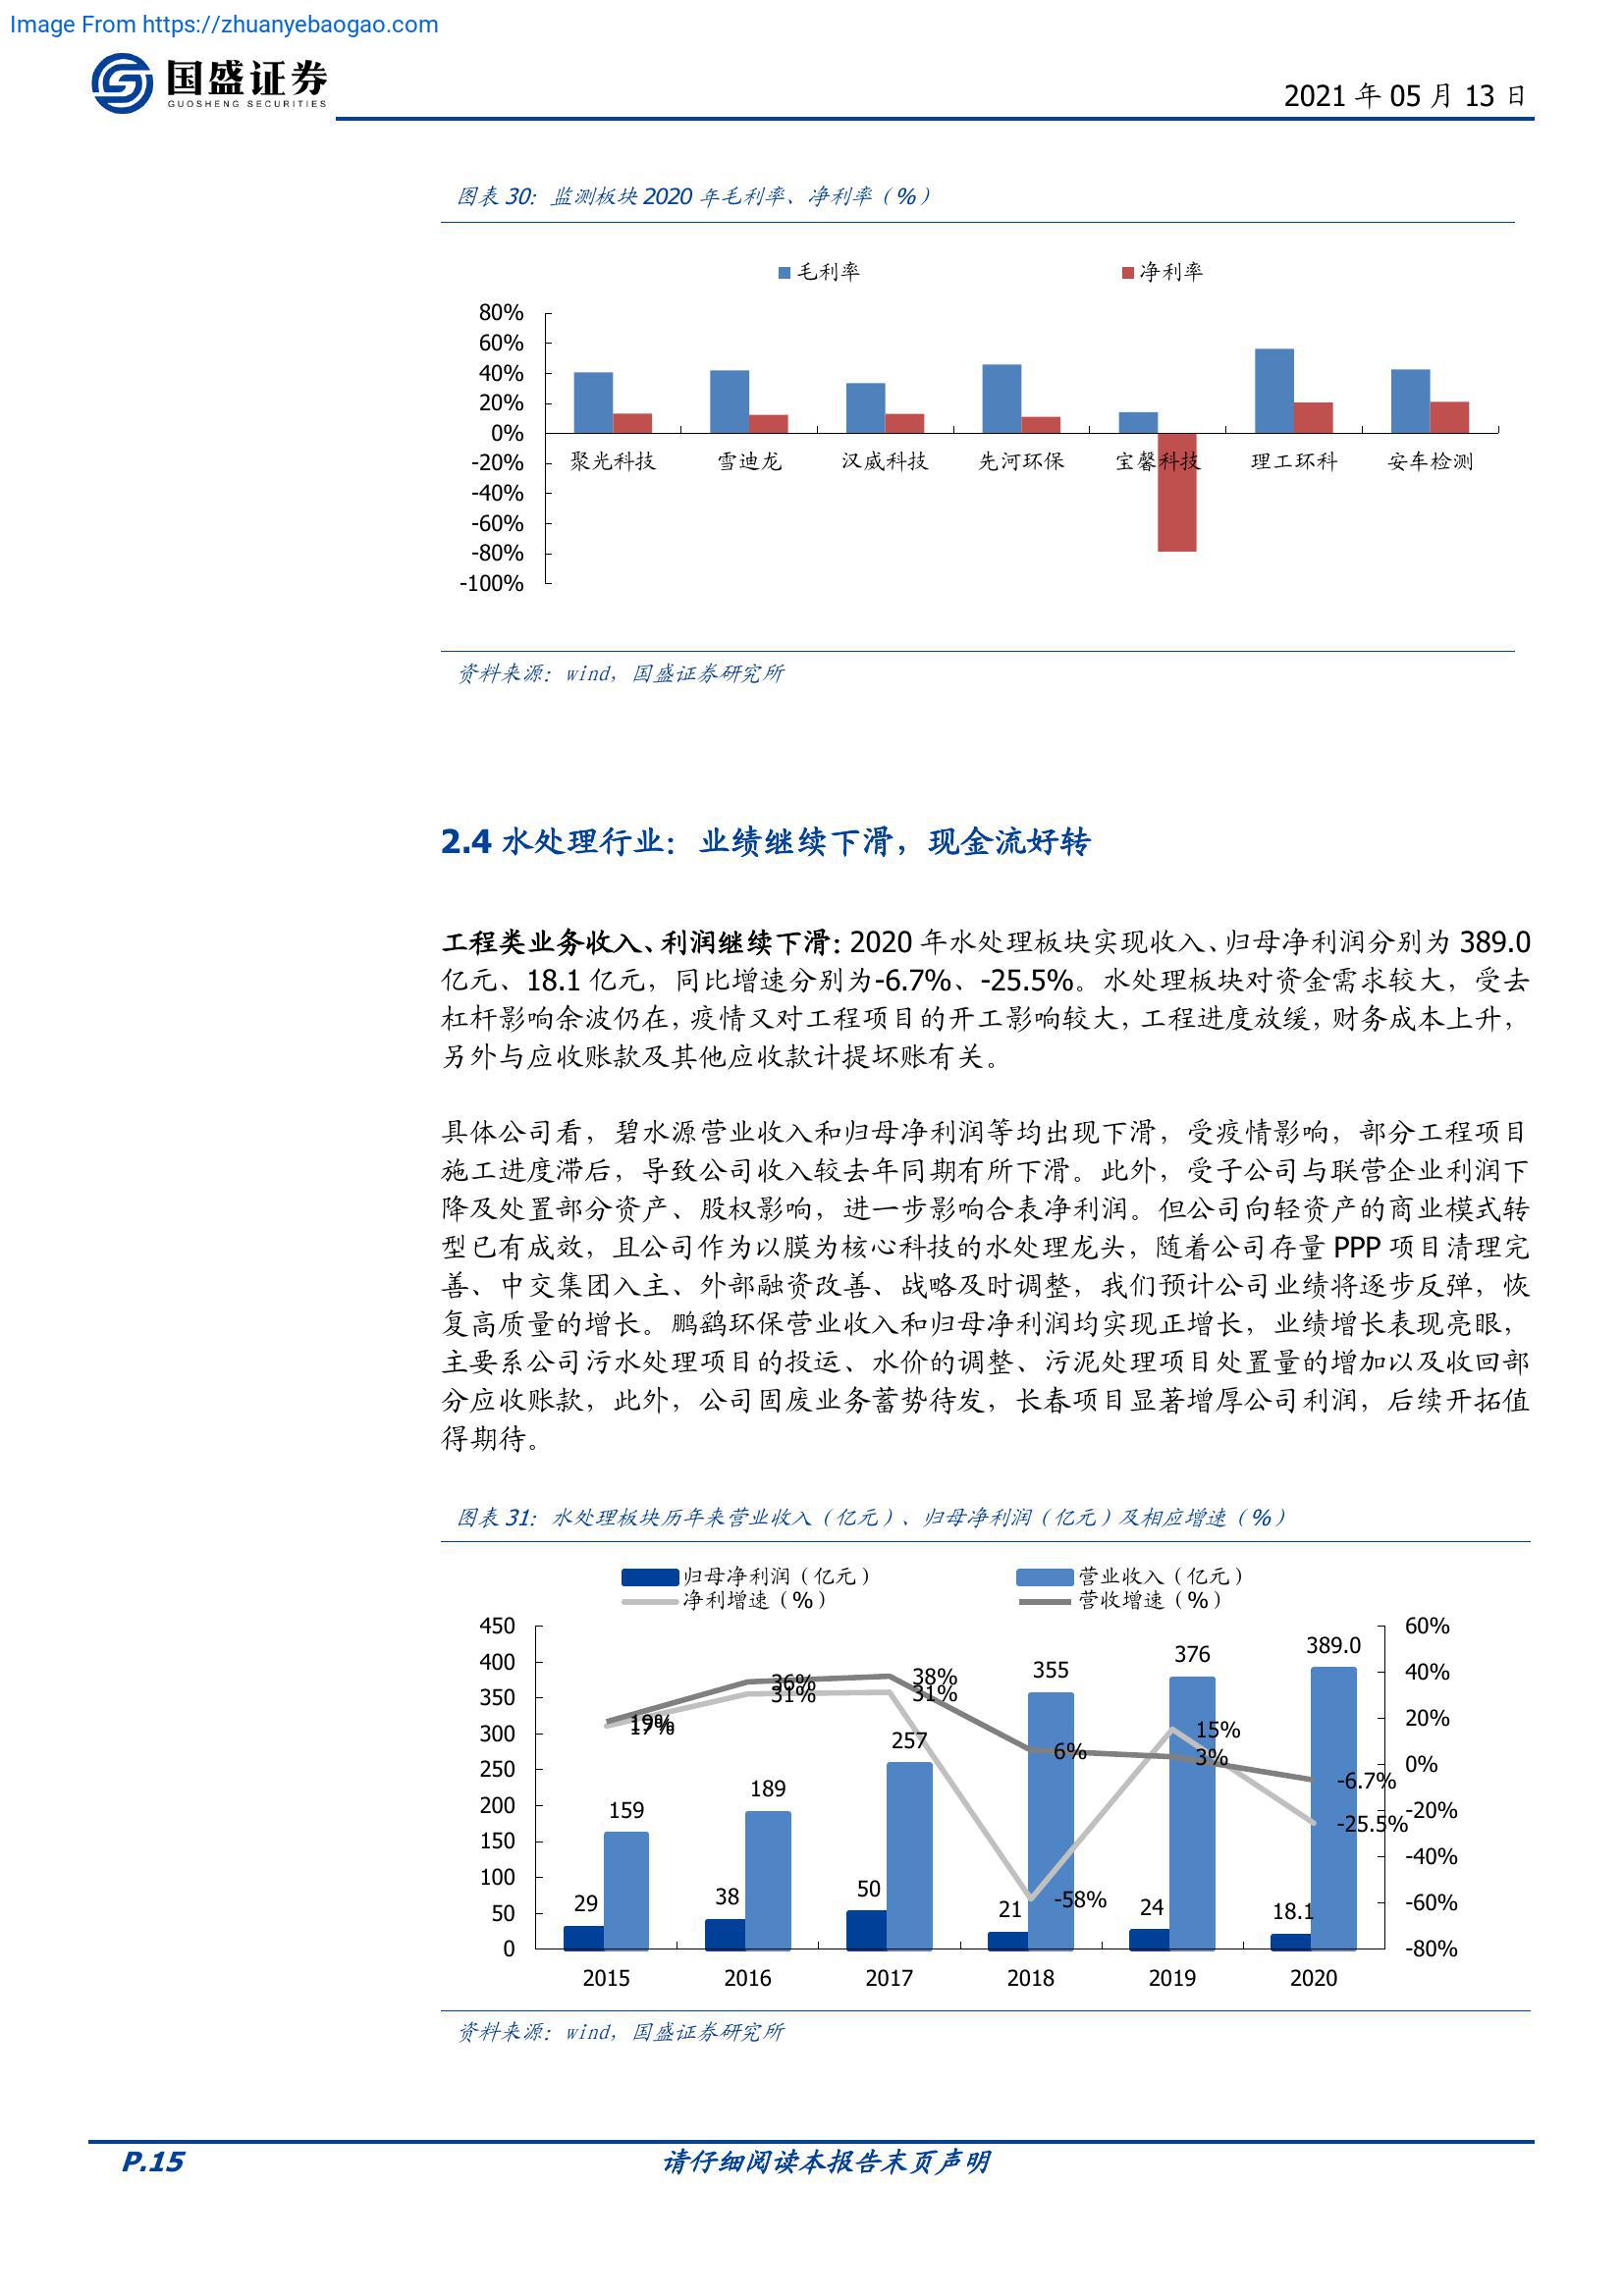 Image From https://zhuanyebaogao.com
国盛证券
GUOSHENG SECURITIES
2021 年 05 月 13 日
图表 30：监测板块 2020 年毛利率、净利率（%）
毛利率 净利率
80%
60%
40%
20%
0%
-20%
-40%
-60%
-80%
-100%
聚光科技 雪迪龙 汉威科技 先河环保 宝馨科技 理工环科 安车检测
资料来源：wind，国盛证券研究所
2.4 水处理行业：业绩继续下滑，现金流好转
工程类业务收入、利润继续下滑：2020 年水处理板块实现收入、归母净利润分别为 389.0
亿元、18.1 亿元，同比增速分别为-6.7%、-25.5%。水处理板块对资金需求较大，受去
杠杆影响余波仍在，疫情又对工程项目的开工影响较大，工程进度放缓，财务成本上升，
另外与应收账款及其他应收款计提坏账有关。
具体公司看，碧水源营业收入和归母净利润等均出现下滑，受疫情影响，部分工程项目
施工进度滞后，导致公司收入较去年同期有所下滑。此外，受子公司与联营企业利润下
降及处置部分资产、股权影响，进一步影响合表净利润。但公司向轻资产的商业模式转
型已有成效，且公司作为以膜为核心科技的水处理龙头，随着公司存量 PPP 项目清理完
善、中交集团入主、外部融资改善、战略及时调整，我们预计公司业绩将逐步反弹，恢
复高质量的增长。鹏鹞环保营业收入和归母净利润均实现正增长，业绩增长表现亮眼，
主要系公司污水处理项目的投运、水价的调整、污泥处理项目处置量的增加以及收回部
分应收账款，此外，公司固废业务蓄势待发，长春项目显著增厚公司利润，后续开拓值
得期待。
图表 31：水处理板块历年来营业收入（亿元）、归母净利润（亿元）及相应增速（%）
归母净利润（亿元） 营业收入（亿元）
净利增速（%） 营收增速（%）
450
400
350
300
250
200
150
100
50
0
60%
40%
20%
0%
-20%
-40%
-60%
-80%
159 189 257 355 376 389.0
29 38 50 21 24 18.1
19% 36% 38% 6% 3% -6.7%
17% 31% 31% -58% 15% -25.5%
2015 2016 2017 2018 2019 2020
资料来源：wind，国盛证券研究所
P.15 请仔细阅读本报告末页声明